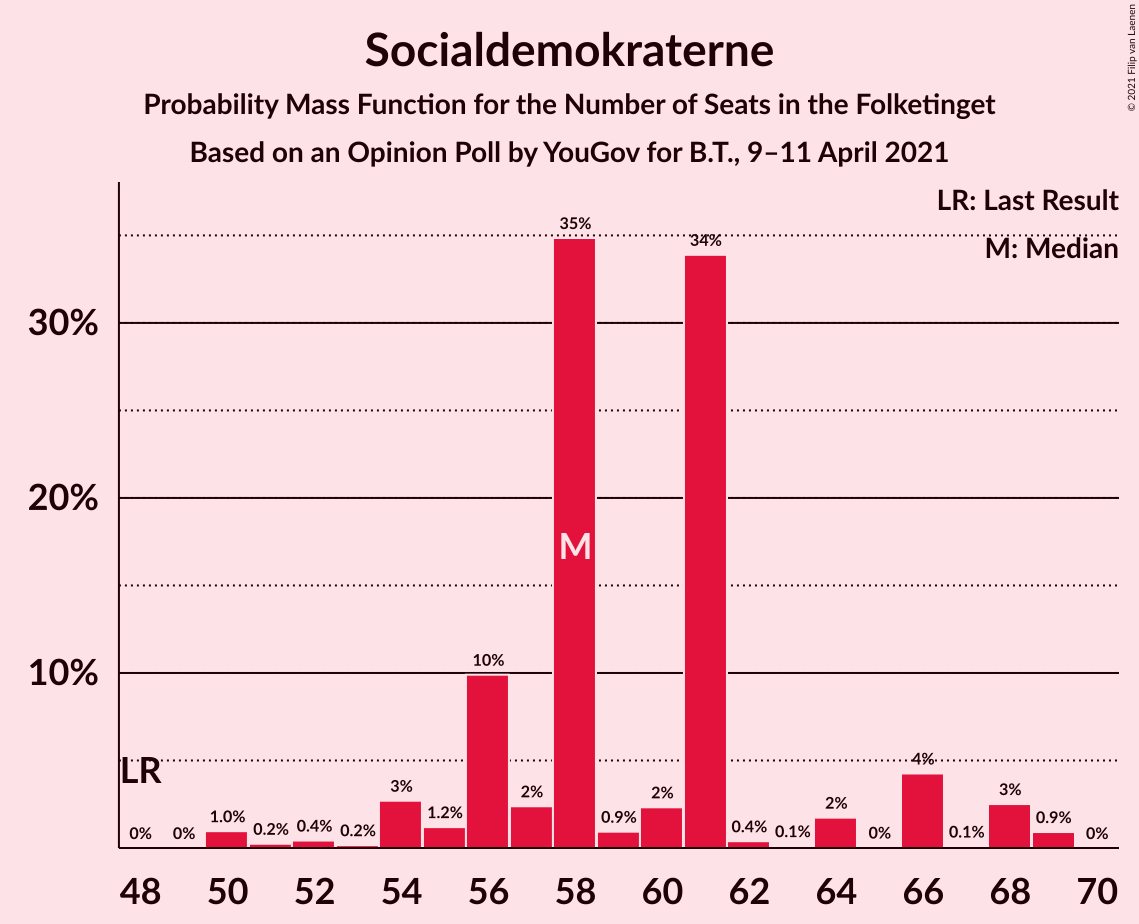 Socialdemokraterne
Probability Mass Function for the Number of Seats in the Folketinget
Based on an Opinion Poll by YouGov for B.T., 9–11 April 2021
© 2021 Filip van Laenen
LR: Last Result
M: Median
30%
20%
10%
LR
M
0%
0%
1.0%
0.2%
0.4%
0.2%
3%
1.2%
10%
2%
35%
0.9%
2%
34%
0.4%
0.1%
2%
0%
4%
0.1%
3%
0.9%
0%
48 50 52 54 56 58 60 62 64 66 68 70